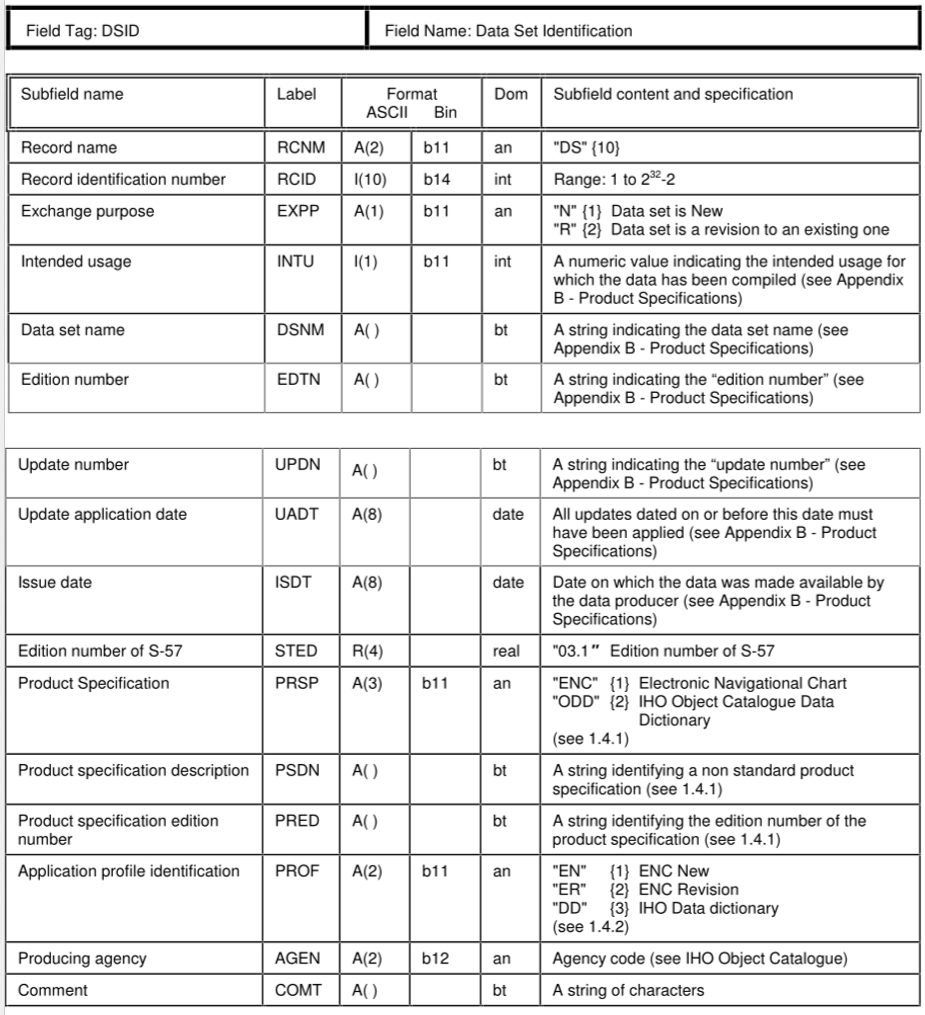 Field Tag: DSID Field Name: Data Set Identification
Subfield name Label Format Dom Subfield content and specification
ASCII Bin
Record name RCNM A(2) b11 an "DS" {10}
Record identification number RCID I(10) b14 int Range: 1 to 2³²-2
Exchange purpose EXPP A(1) b11 an "N" {1} Data set is New
"R" {2} Data set is a revision to an existing one
Intended usage INTU I(1) b11 int A numeric value indicating the intended usage for
which the data has been compiled (see Appendix
B - Product Specifications)
Data set name DSNM A( ) bt A string indicating the data set name (see
Appendix B - Product Specifications)
Edition number EDTN A( ) bt A string indicating the “edition number” (see
Appendix B - Product Specifications)
Update number UPDN A( ) bt A string indicating the “update number” (see
Appendix B - Product Specifications)
Update application date UADT A(8) date All updates dated on or before this date must
have been applied (see Appendix B - Product
Specifications)
Issue date ISDT A(8) date Date on which the data was made available by
the data producer (see Appendix B - Product
Specifications)
Edition number of S-57 STED R(4) real "03.1" Edition number of S-57
Product Specification PRSP A(3) b11 an "ENC" {1} Electronic Navigational Chart
"ODD" {2} IHO Object Catalogue Data
Dictionary
(see 1.4.1)
Product specification description PSDN A( ) bt A string identifying a non standard product
specification (see 1.4.1)
Product specification edition PRED A( ) bt A string identifying the edition number of the
number product specification (see 1.4.1)
Application profile identification PROF A(2) b11 an "EN" {1} ENC New
"ER" {2} ENC Revision
"DD" {3} IHO Data dictionary
(see 1.4.2)
Producing agency AGEN A(2) b12 an Agency code (see IHO Object Catalogue)
Comment COMT A( ) bt A string of characters